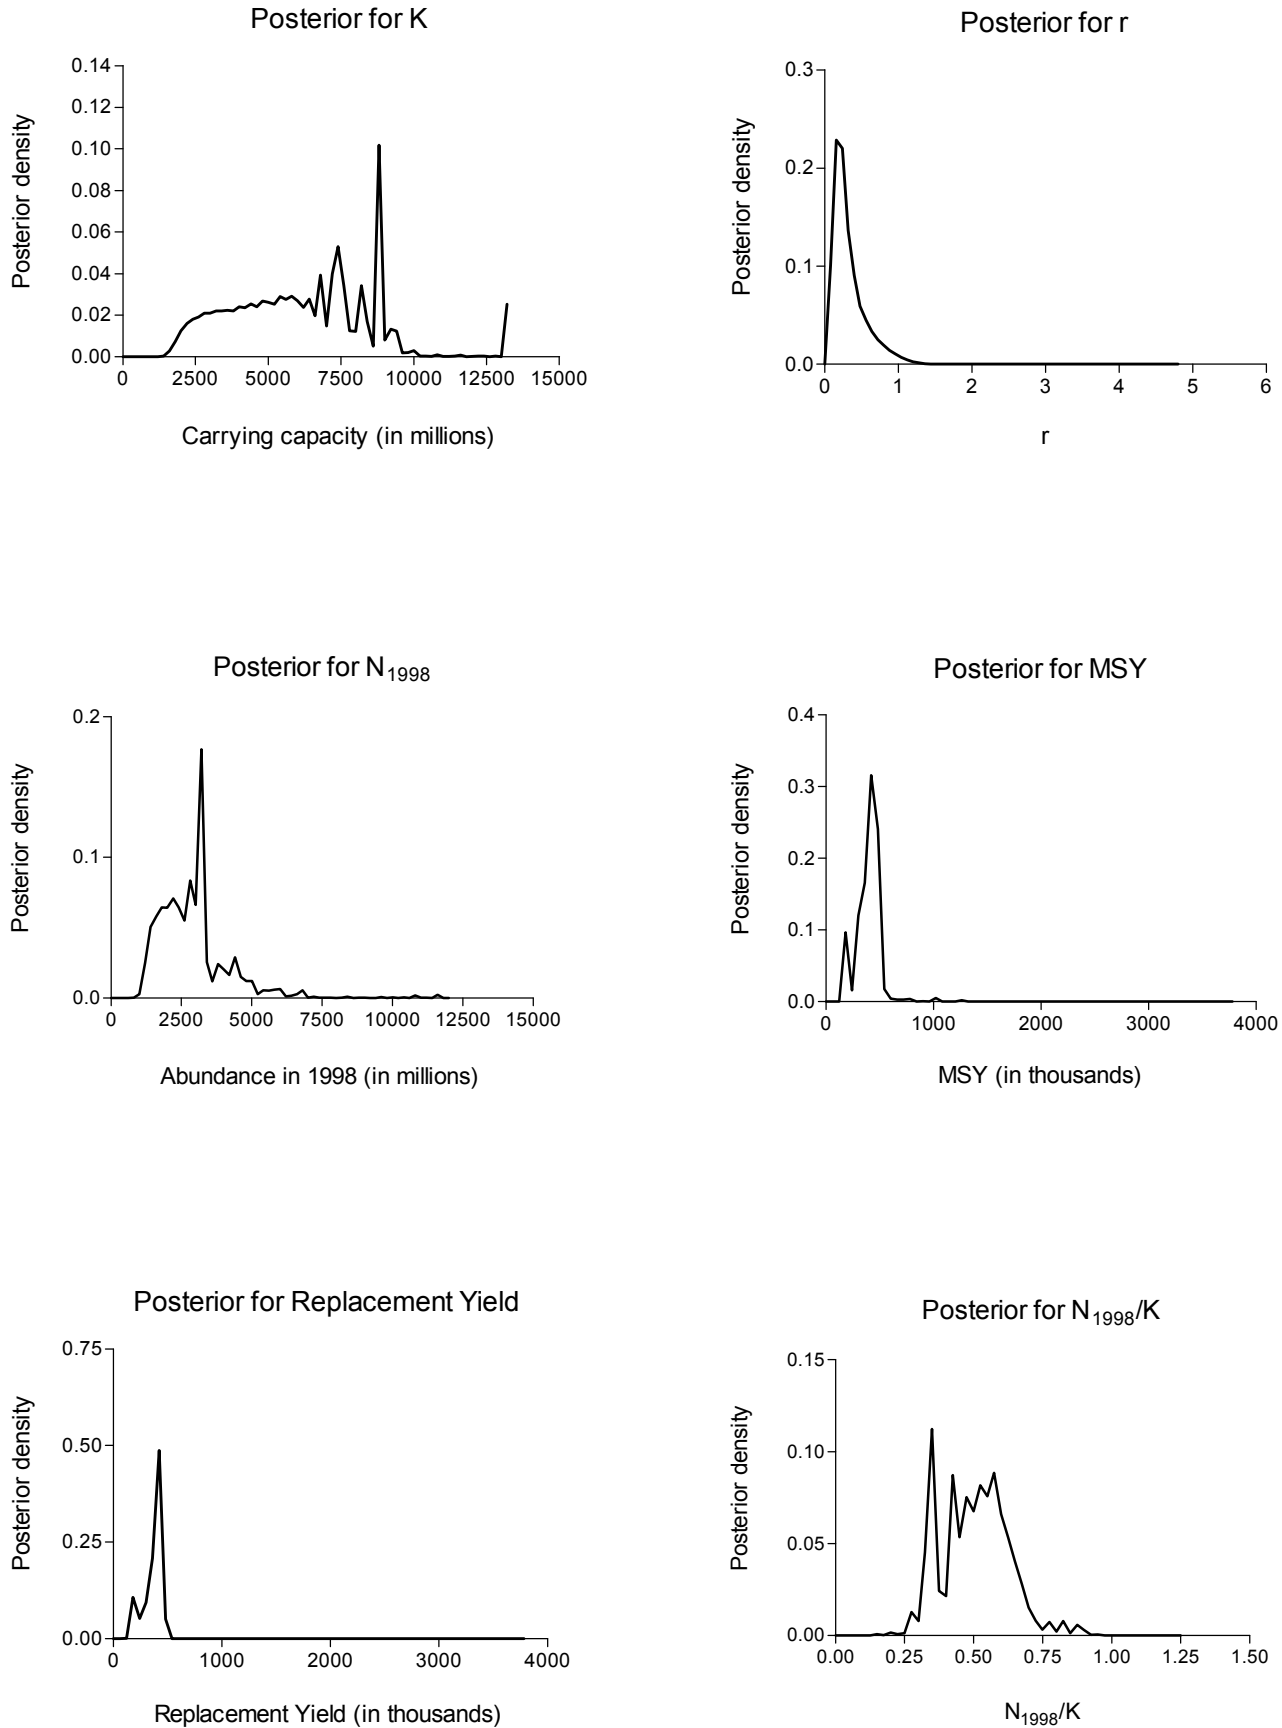 Posterior for K
Posterior density
0.14
0.12
0.10
0.08
0.06
0.04
0.02
0.00
0 2500 5000 7500 10000 12500 15000
Carrying capacity (in millions)
Posterior for r
Posterior density
0.3
0.2
0.1
0.0
0 1 2 3 4 5 6
r
Posterior for N1998
Posterior density
0.2
0.1
0.0
0 2500 5000 7500 10000 12500 15000
Abundance in 1998 (in millions)
Posterior for MSY
Posterior density
0.4
0.3
0.2
0.1
0.0
0 1000 2000 3000 4000
MSY (in thousands)
Posterior for Replacement Yield
Posterior density
0.75
0.50
0.25
0.00
0 1000 2000 3000 4000
Replacement Yield (in thousands)
Posterior for N1998/K
Posterior density
0.15
0.10
0.05
0.00
0.00 0.25 0.50 0.75 1.00 1.25 1.50
N1998/K